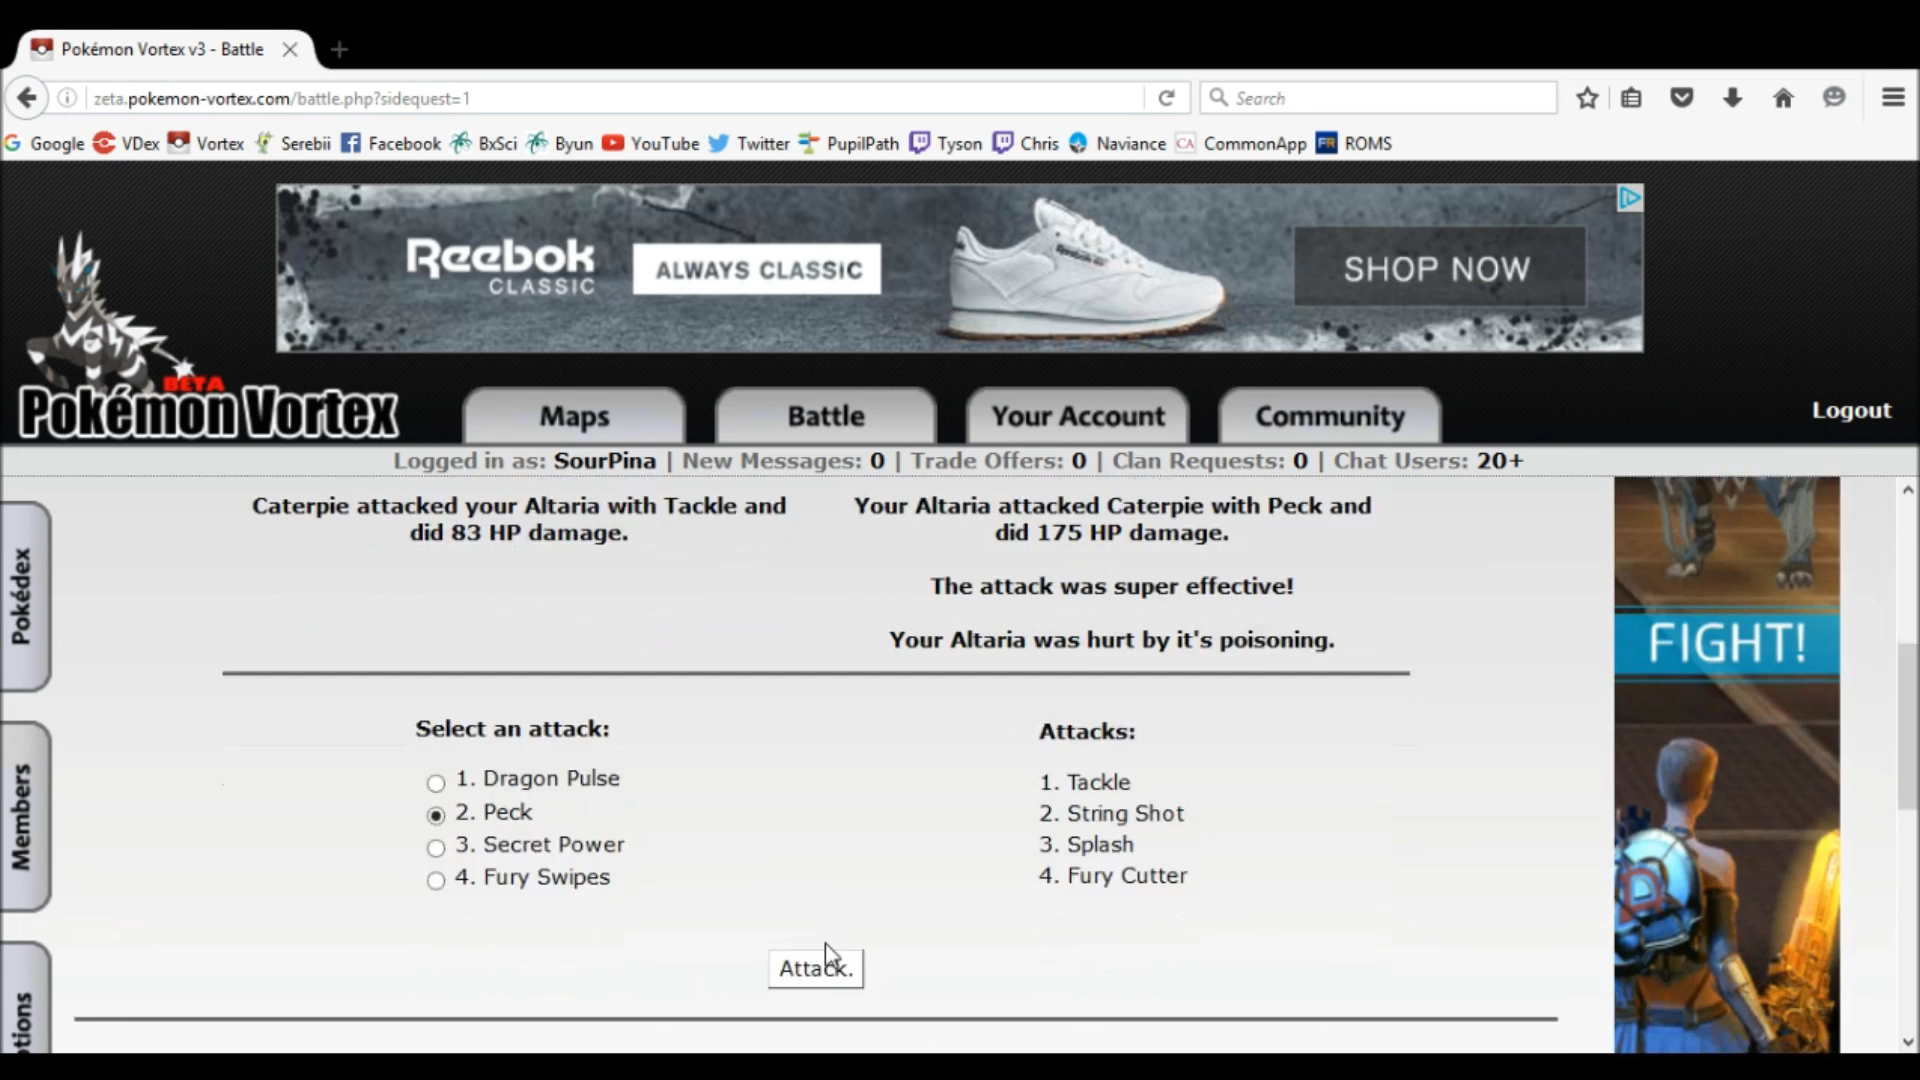 Pokémon Vortex v3 - Battle
zeta.pokemon-vortex.com/battle.php?sidequest=1
Search
Google VDex Vortex Serebii Facebook BxSci Byun YouTube Twitter PupilPath Tyson Chris Naviance CA CommonApp FR ROMS
Reebok
CLASSIC
ALWAYS CLASSIC
SHOP NOW
BETA
Pokémon Vortex
Maps
Battle
Your Account
Community
Logout
Logged in as: SourPina | New Messages: 0 | Trade Offers: 0 | Clan Requests: 0 | Chat Users: 20+
Pokédex
Members
tions
Caterpie attacked your Altaria with Tackle and
did 83 HP damage.
Your Altaria attacked Caterpie with Peck and
did 175 HP damage.
The attack was super effective!
Your Altaria was hurt by it's poisoning.
Select an attack:
1. Dragon Pulse
2. Peck
3. Secret Power
4. Fury Swipes
Attacks:
1. Tackle
2. String Shot
3. Splash
4. Fury Cutter
Attack.
FIGHT!